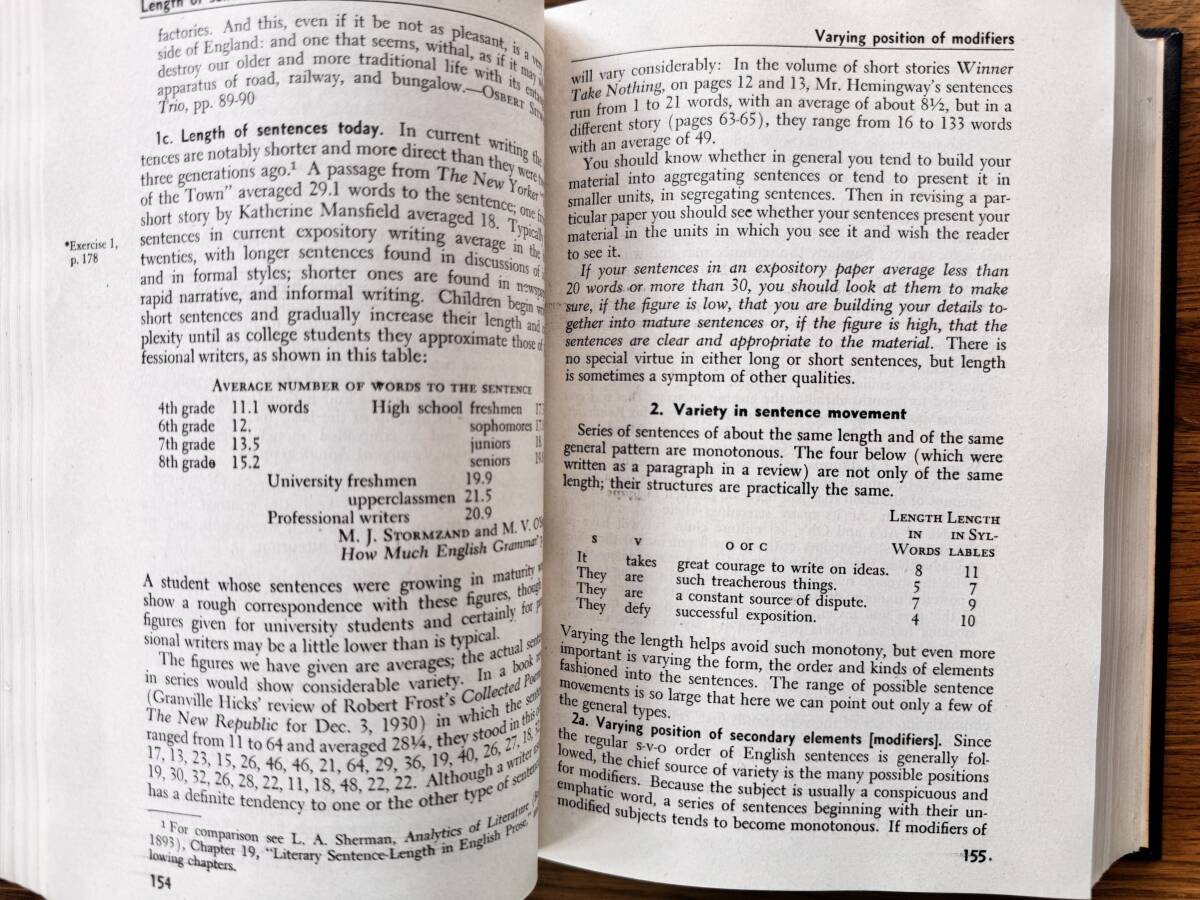 Length of
factories. And this, even if it be not as pleasant, is a very
side of England: and one that seems, withal, as if it may
destroy our older and more traditional life with its
apparatus of road, railway, and bungalow.—OSBERT
Trio, pp. 89-90
1c. Length of sentences today. In current writing the
tences are notably shorter and more direct than they were
three generations ago.¹ A passage from The New Yorker
of the Town" averaged 29.1 words to the sentence; one
short story by Katherine Mansfield averaged 18. Typically
*Exercise 1,
p. 178
sentences in current expository writing average in the
twenties, with longer sentences found in discussions of
and in formal styles; shorter ones are found in
rapid narrative, and informal writing. Children begin
short sentences and gradually increase their length and
plexity until as college students they approximate those of
fessional writers, as shown in this table:
AVERAGE NUMBER OF WORDS TO THE SENTENCE
4th grade 11.1 words High school freshmen
6th grade 12. sophomores
7th grade 13.5 juniors 18.
8th grade 15.2 seniors
University freshmen 19.9
upperclassmen 21.5
Professional writers 20.9
M. J. STORMZAND and M. V.
How Much English Grammar?
A student whose sentences were growing in maturity
show a rough correspondence with these figures, though
figures given for university students and certainly for
sional writers may be a little lower than is typical.
The figures we have given are averages; the actual
in series would show considerable variety. In a book
(Granville Hicks' review of Robert Frost's Collected
The New Republic for Dec. 3, 1930) in which the
ranged from 11 to 64 and averaged 28¼, they stood in this
17, 13, 23, 15, 26, 46, 46, 21, 64, 29, 36, 19, 40, 26, 27, 18,
19, 30, 32, 26, 28, 22, 11, 18, 48, 22, 22. Although a writer
has a definite tendency to one or the other type of
¹ For comparison see L. A. Sherman, Analytics of Literature
1893), Chapter 19, "Literary Sentence-Length in English Prose,"
lowing chapters.
154
Varying position of modifiers
will vary considerably: In the volume of short stories Winner
Take Nothing, on pages 12 and 13, Mr. Hemingway's sentences
run from 1 to 21 words, with an average of about 8½, but in a
different story (pages 63-65), they range from 16 to 133 words
with an average of 49.
You should know whether in general you tend to build your
material into aggregating sentences or tend to present it in
smaller units, in segregating sentences. Then in revising a par-
ticular paper you should see whether your sentences present your
material in the units in which you see it and wish the reader
to see it.
If your sentences in an expository paper average less than
20 words or more than 30, you should look at them to make
sure, if the figure is low, that you are building your details to-
gether into mature sentences or, if the figure is high, that the
sentences are clear and appropriate to the material. There is
no special virtue in either long or short sentences, but length
is sometimes a symptom of other qualities.
2. Variety in sentence movement
Series of sentences of about the same length and of the same
general pattern are monotonous. The four below (which were
written as a paragraph in a review) are not only of the same
length; their structures are practically the same.
LENGTH LENGTH
IN IN SYL-
S V O OR C WORDS LABLES
It takes great courage to write on ideas. 8 11
They are such treacherous things. 5 7
They are a constant source of dispute. 7 9
They defy successful exposition. 4 10
Varying the length helps avoid such monotony, but even more
important is varying the form, the order and kinds of elements
fashioned into the sentences. The range of possible sentence
movements is so large that here we can point out only a few of
the general types.
2a. Varying position of secondary elements [modifiers]. Since
the regular S-V-O order of English sentences is generally fol-
lowed, the chief source of variety is the many possible positions
for modifiers. Because the subject is usually a conspicuous and
emphatic word, a series of sentences beginning with their un-
modified subjects tends to become monotonous. If modifiers of
155